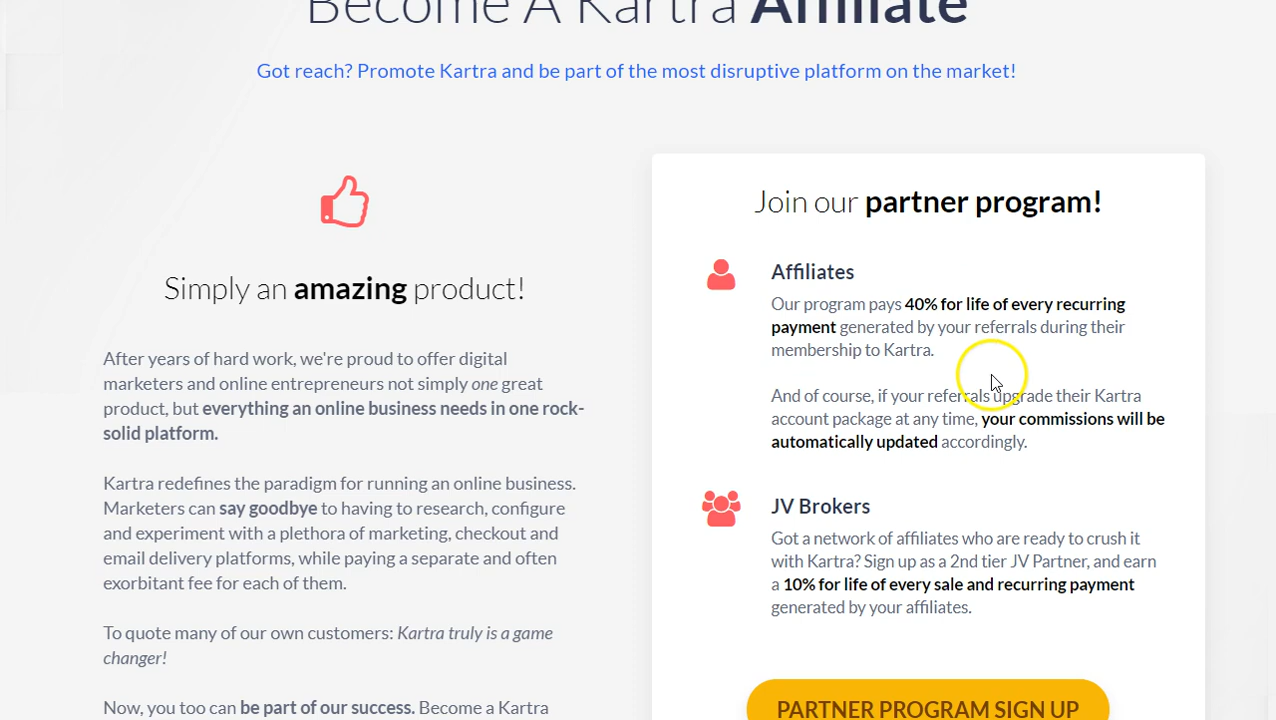 Become A Kartra Affiliate
Got reach? Promote Kartra and be part of the most disruptive platform on the market!
Simply an amazing product!
After years of hard work, we're proud to offer digital
marketers and online entrepreneurs not simply one great
product, but everything an online business needs in one rock-
solid platform.
Kartra redefines the paradigm for running an online business.
Marketers can say goodbye to having to research, configure
and experiment with a plethora of marketing, checkout and
email delivery platforms, while paying a separate and often
exorbitant fee for each of them.
To quote many of our own customers: Kartra truly is a game
changer!
Now, you too can be part of our success. Become a Kartra
Join our partner program!
Affiliates
Our program pays 40% for life of every recurring
payment generated by your referrals during their
membership to Kartra.
And of course, if your referrals upgrade their Kartra
account package at any time, your commissions will be
automatically updated accordingly.
JV Brokers
Got a network of affiliates who are ready to crush it
with Kartra? Sign up as a 2nd tier JV Partner, and earn
a 10% for life of every sale and recurring payment
generated by your affiliates.
PARTNER PROGRAM SIGN UP